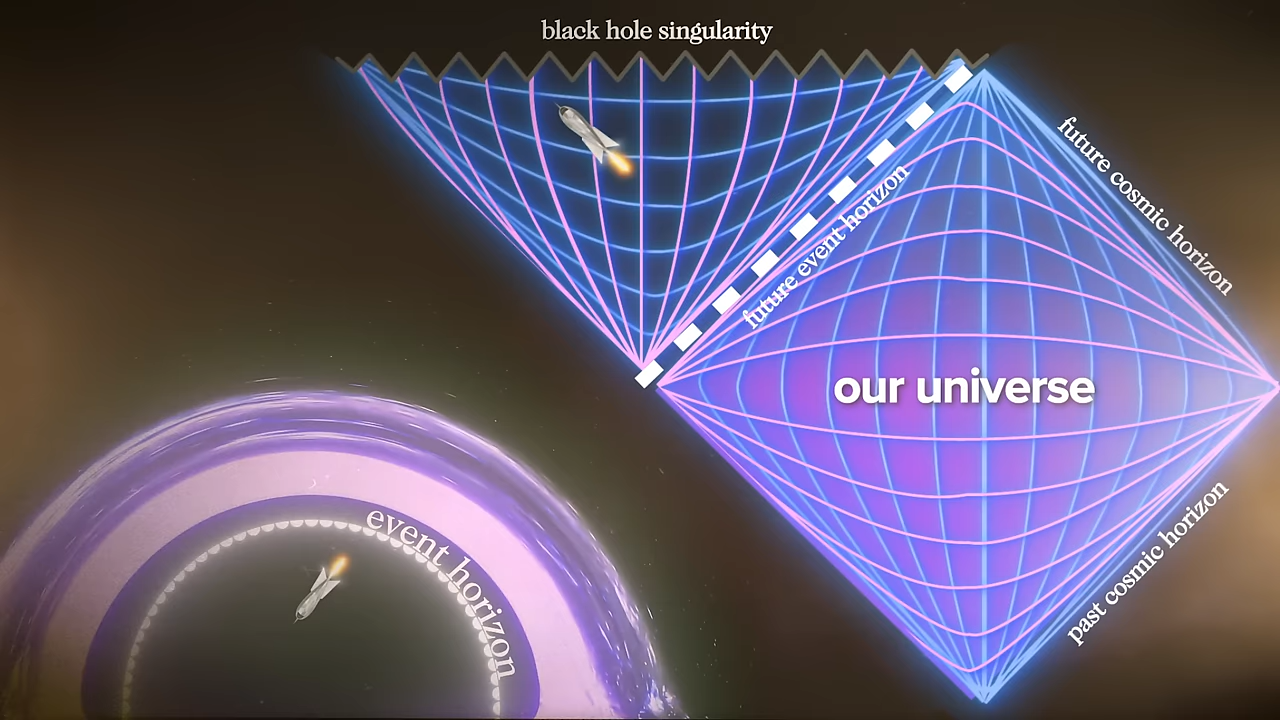 black hole singularity
future cosmic horizon
future event horizon
our universe
event horizon
past cosmic horizon